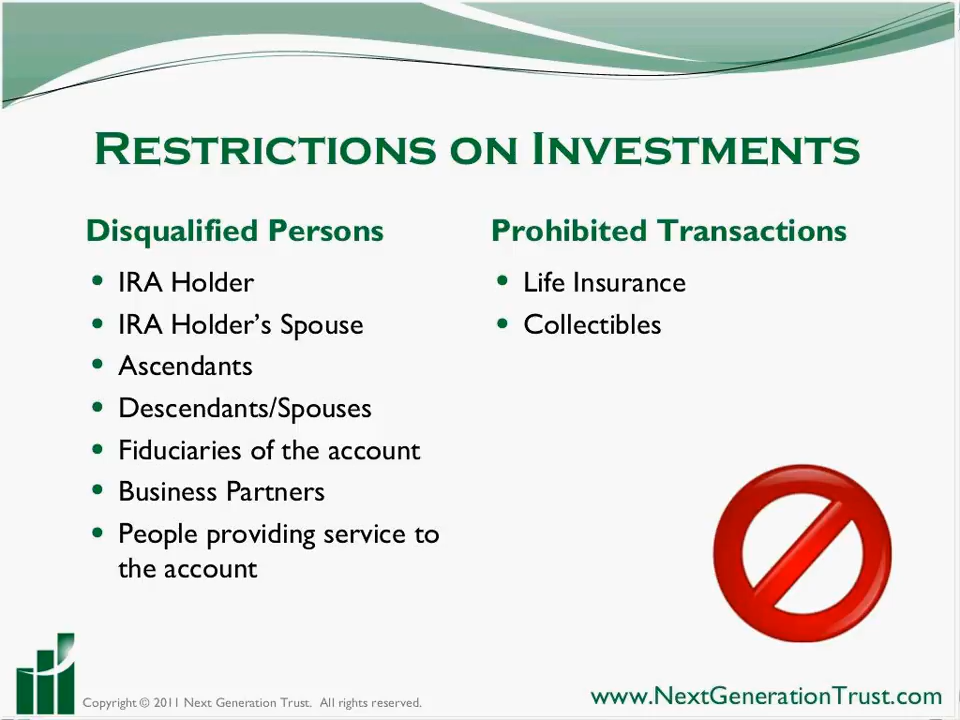 Restrictions on Investments
Disqualified Persons
• IRA Holder
• IRA Holder’s Spouse
• Ascendants
• Descendants/Spouses
• Fiduciaries of the account
• Business Partners
• People providing service to
the account
Prohibited Transactions
• Life Insurance
• Collectibles
Copyright © 2011 Next Generation Trust. All rights reserved.
www.NextGenerationTrust.com